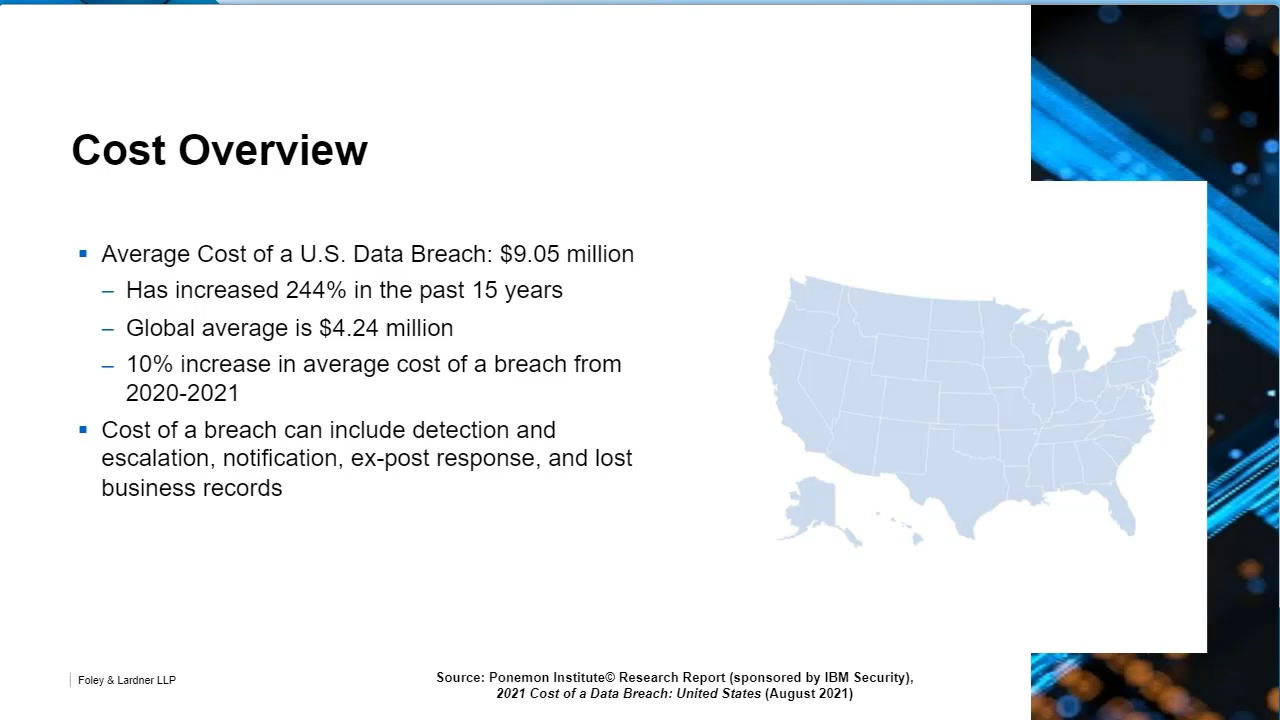 Cost Overview
▪ Average Cost of a U.S. Data Breach: $9.05 million
– Has increased 244% in the past 15 years
– Global average is $4.24 million
– 10% increase in average cost of a breach from
2020-2021
▪ Cost of a breach can include detection and
escalation, notification, ex-post response, and lost
business records
Foley & Lardner LLP
Source: Ponemon Institute© Research Report (sponsored by IBM Security),
2021 Cost of a Data Breach: United States (August 2021)